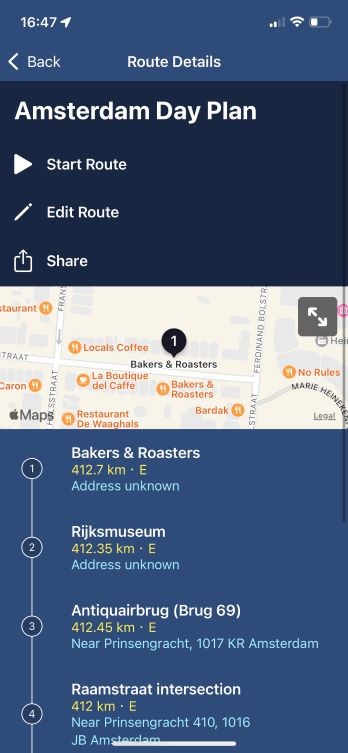 16:47
Back
Route Details
Amsterdam Day Plan
Start Route
Edit Route
Share
1
Bakers & Roasters
Locals Coffee
La Boutique
del Caffe
Bakers &
Roasters
Bardak
No Rules
Restaurant
De Waaghals
Caron
staurant
STRAAT
FRANS
HALSSTRAAT
FERDINAND BOLSTR
STRAAT
MARIE HEINEKEN
Hein
Maps
Legal
1
Bakers & Roasters
412.7 km · E
Address unknown
2
Rijksmuseum
412.35 km · E
Address unknown
3
Antiquairbrug (Brug 69)
412.45 km · E
Near Prinsengracht, 1017 KR Amsterdam
4
Raamstraat intersection
412 km · E
Near Prinsengracht 410, 1016
JB Amsterdam